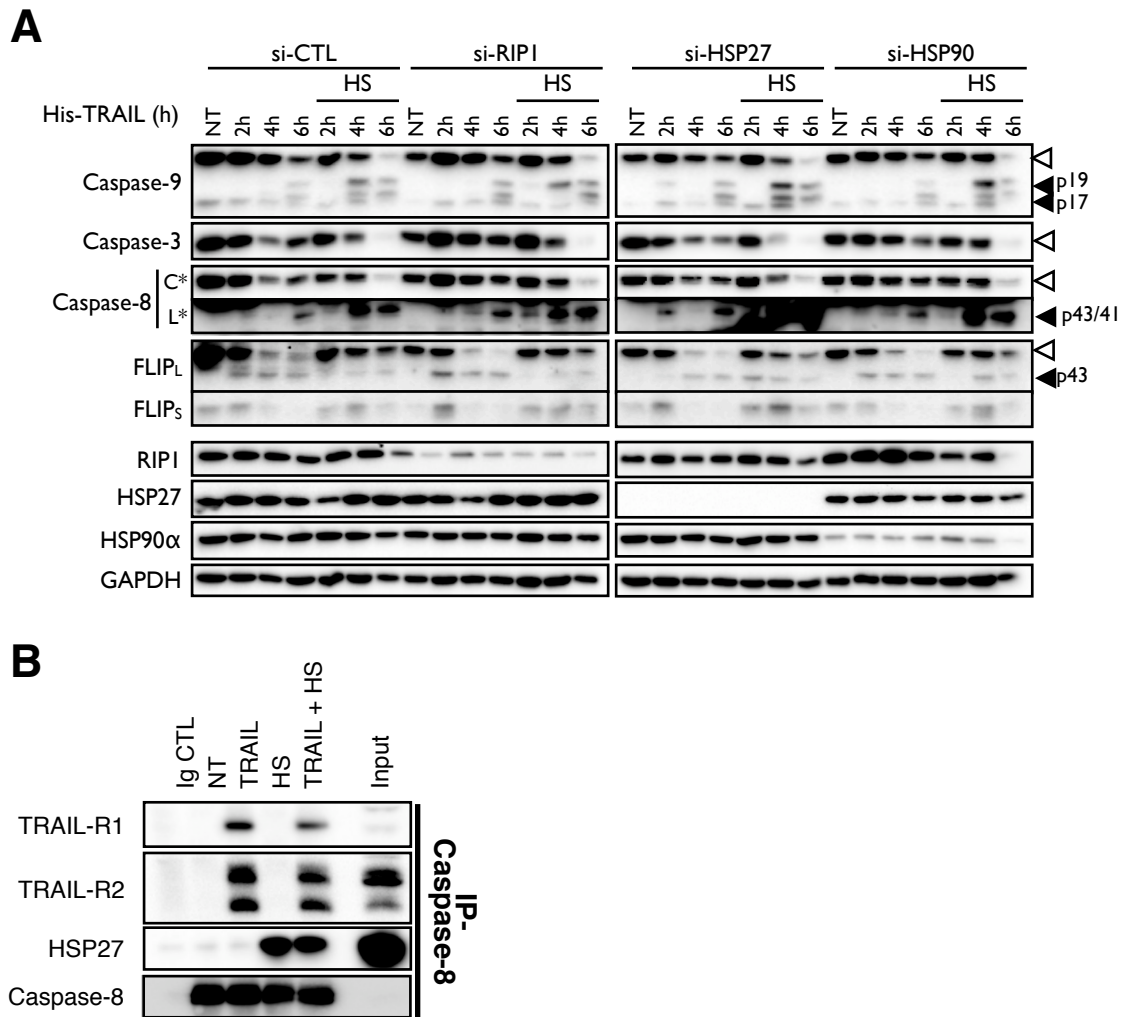 A
si-CTL si-RIP1 si-HSP27 si-HSP90
HS HS HS HS
His-TRAIL (h) NT 2h 4h 6h 2h 4h 6h NT 2h 4h 6h 2h 4h 6h NT 2h 4h 6h 2h 4h 6h NT 2h 4h 6h 2h 4h 6h
Caspase-9 p19
p17
Caspase-3
Caspase-8 C*
L* p43/41
FLIPL p43
FLIPS
RIP1
HSP27
HSP90α
GAPDH
B
Ig CTL NT TRAIL HS TRAIL + HS Input
TRAIL-R1
TRAIL-R2
HSP27
Caspase-8
IP-
Caspase-8